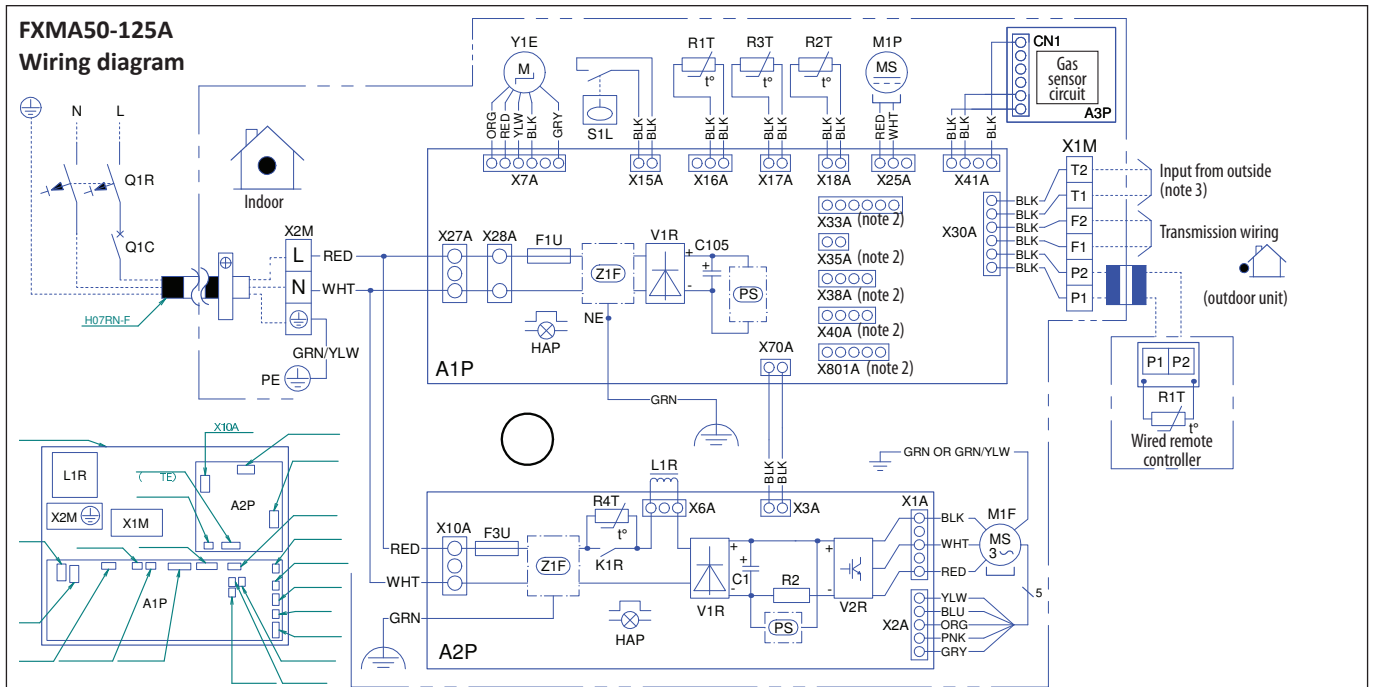 FXMA50-125A
Wiring diagram
N L
Q1R
Q1C
H07RN-F
Indoor
X2M
L
N
RED
WHT
GRN/YLW
PE
Y1E
M
ORG
RED
YLW
BLK
GRY
X7A
S1L
BLK
BLK
X15A
R1T
t°
BLK
BLK
X16A
R3T
t°
BLK
BLK
X17A
R2T
t°
BLK
BLK
X18A
M1P
MS
RED
WHT
X25A
CN1
Gas
sensor
circuit
A3P
BLK
BLK
BLK
X41A
X27A
X28A
F1U
Z1F
NE
V1R
+
-
C105
+
PS
HAP
A1P
GRN
X33A (note 2)
X35A (note 2)
X38A (note 2)
X40A (note 2)
X801A (note 2)
X70A
BLK
BLK
X30A
BLK
BLK
BLK
BLK
BLK
X1M
T2
T1
F2
F1
P2
P1
Input from outside
(note 3)
Transmission wiring
(outdoor unit)
P1 P2
R1T
t°
Wired remote
controller
RED
WHT
GRN
X10A
F3U
Z1F
R4T
t°
K1R
L1R
X6A
X3A
V1R
+
-
C1
+
R2
PS
+
-
V2R
HAP
A2P
X1A
BLK
WHT
RED
GRN OR GRN/YLW
M1F
MS
3
5
X2A
YLW
BLU
ORG
PNK
GRY
X10A
L1R
( TE)
A2P
X2M
X1M
A1P